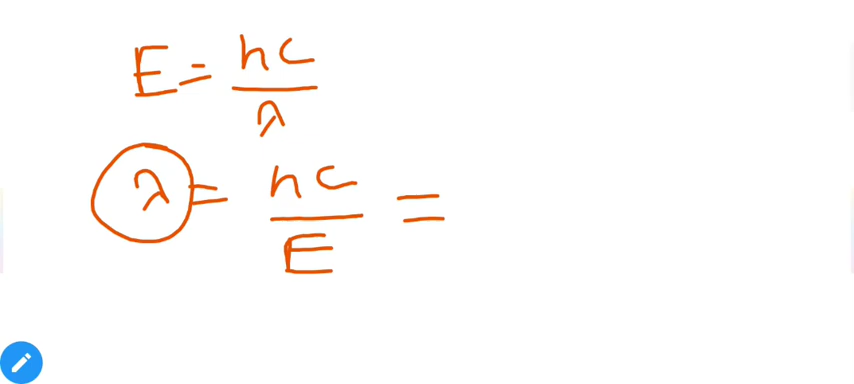 E = hc/λ
λ = hc/E =